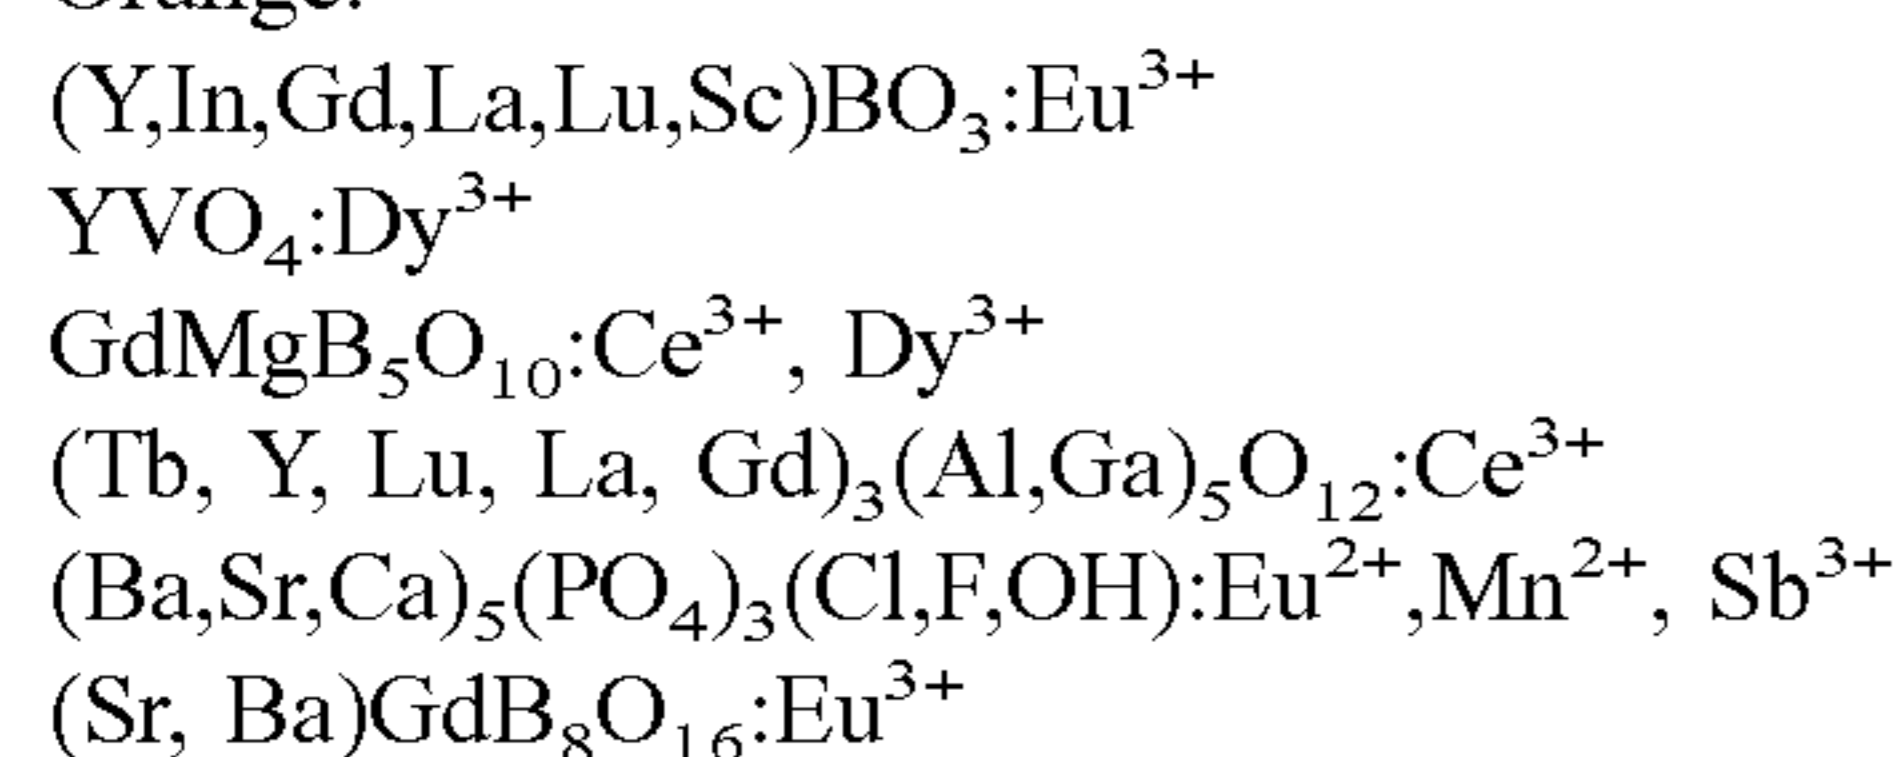 Orange:
(Y,In,Gd,La,Lu,Sc)BO₃:Eu³⁺
YVO₄:Dy³⁺
GdMgB₅O₁₀:Ce³⁺, Dy³⁺
(Tb, Y, Lu, La, Gd)₃(Al,Ga)₅O₁₂:Ce³⁺
(Ba,Sr,Ca)₅(PO₄)₃(Cl,F,OH):Eu²⁺,Mn²⁺, Sb³⁺
(Sr, Ba)GdB₈O₁₆:Eu³⁺